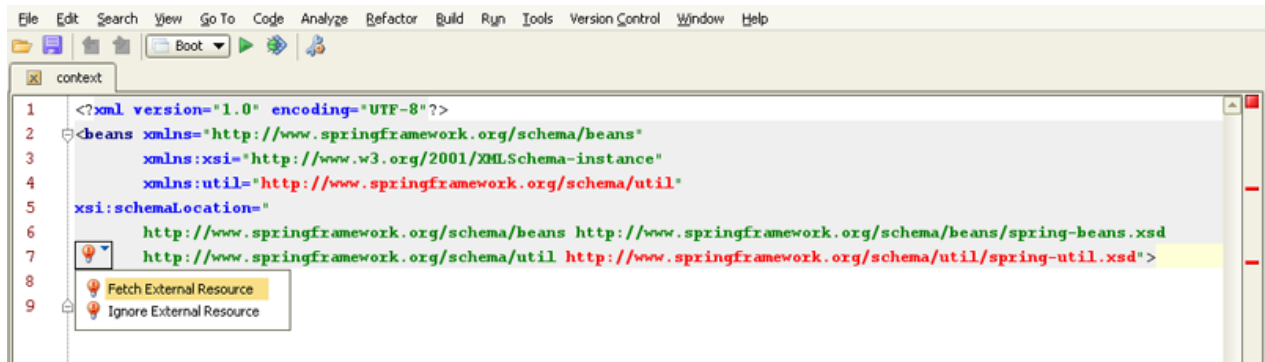 File Edit Search View Go To Code Analyze Refactor Build Run Tools Version Control Window Help
Boot
context
1 <?xml version="1.0" encoding="UTF-8"?>
2 <beans xmlns="http://www.springframework.org/schema/beans"
3 xmlns:xsi="http://www.w3.org/2001/XMLSchema-instance"
4 xmlns:util="http://www.springframework.org/schema/util"
5 xsi:schemaLocation="
6 http://www.springframework.org/schema/beans http://www.springframework.org/schema/beans/spring-beans.xsd
7 http://www.springframework.org/schema/util http://www.springframework.org/schema/util/spring-util.xsd">
8 Fetch External Resource
9 Ignore External Resource